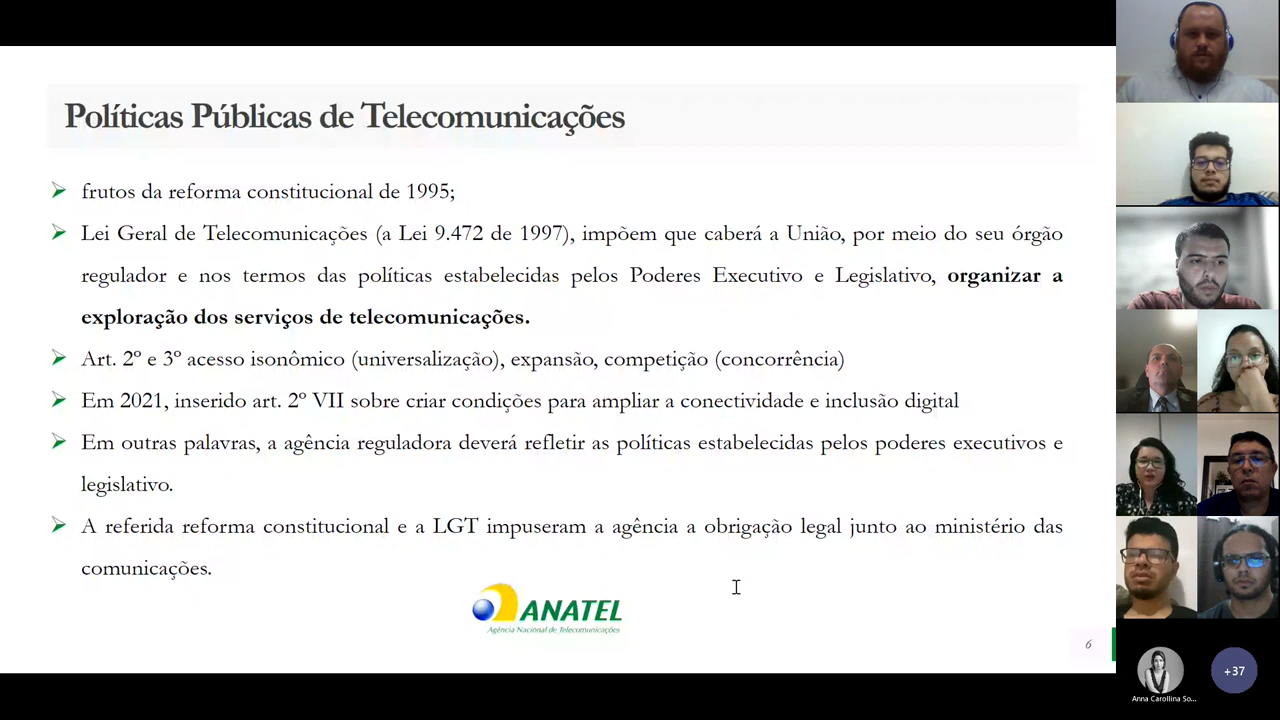 Políticas Públicas de Telecomunicações
frutos da reforma constitucional de 1995;
Lei Geral de Telecomunicações (a Lei 9.472 de 1997), impõem que caberá a União, por meio do seu órgão
regulador e nos termos das políticas estabelecidas pelos Poderes Executivo e Legislativo, organizar a
exploração dos serviços de telecomunicações.
Art. 2º e 3º acesso isonômico (universalização), expansão, competição (concorrência)
Em 2021, inserido art. 2º VII sobre criar condições para ampliar a conectividade e inclusão digital
Em outras palavras, a agência reguladora deverá refletir as políticas estabelecidas pelos poderes executivos e
legislativo.
A referida reforma constitucional e a LGT impuseram a agência a obrigação legal junto ao ministério das
comunicações.
ANATEL
Agência Nacional de Telecomunicações
6
+37
Anna Carollina So...